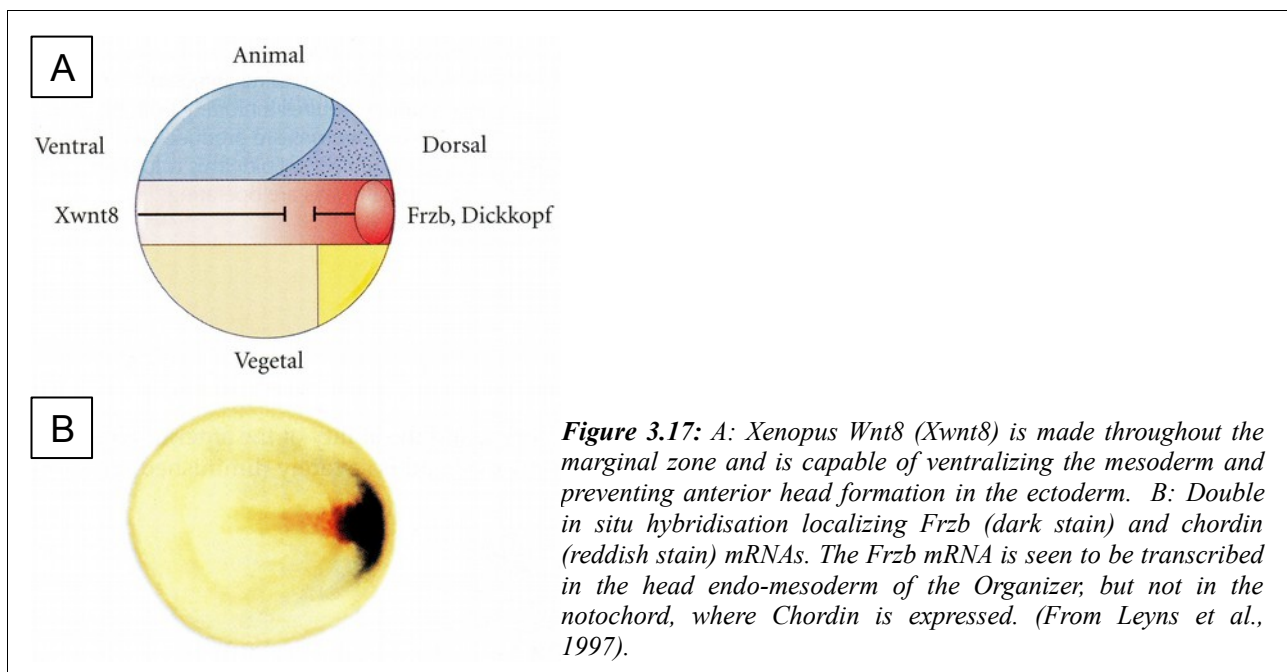 A
Animal
Ventral
Dorsal
Xwnt8
Frzb, Dickkopf
Vegetal
B
Figure 3.17: A: Xenopus Wnt8 (Xwnt8) is made throughout the
marginal zone and is capable of ventralizing the mesoderm and
preventing anterior head formation in the ectoderm. B: Double
in situ hybridisation localizing Frzb (dark stain) and chordin
(reddish stain) mRNAs. The Frzb mRNA is seen to be transcribed
in the head endo-mesoderm of the Organizer, but not in the
notochord, where Chordin is expressed. (From Leyns et al.,
1997).